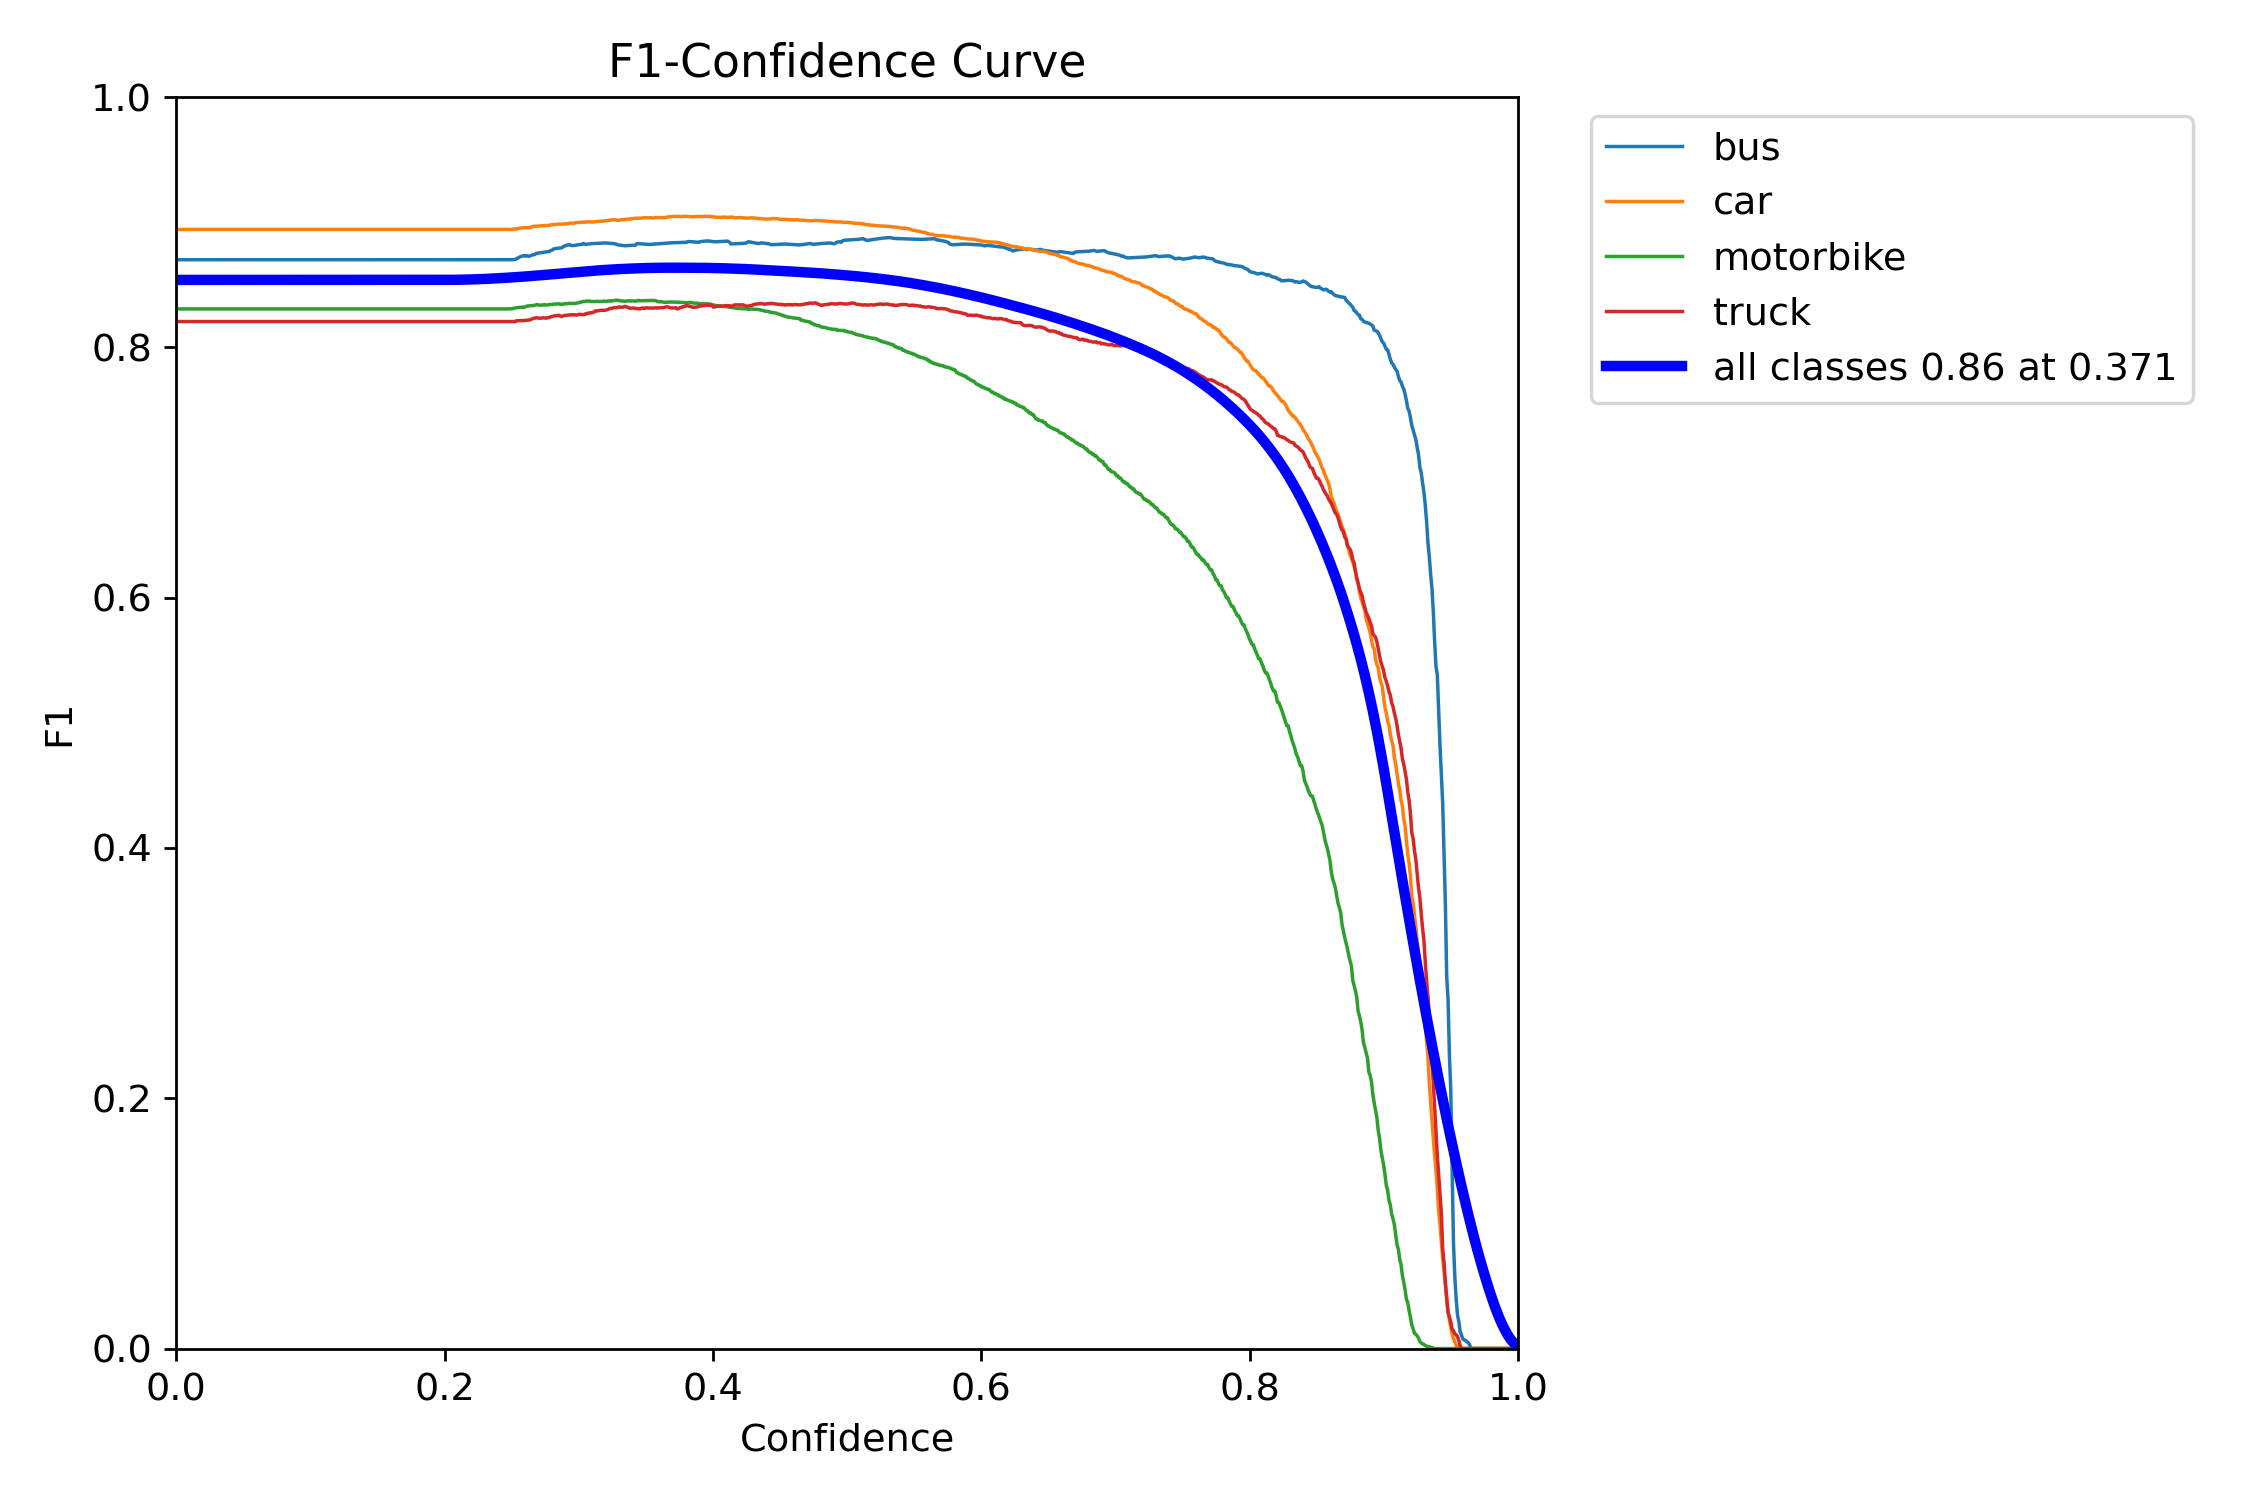 F1-Confidence Curve
1.0
0.8
0.6
0.4
0.2
0.0
F1
0.0 0.2 0.4 0.6 0.8 1.0
Confidence
bus
car
motorbike
truck
all classes 0.86 at 0.371